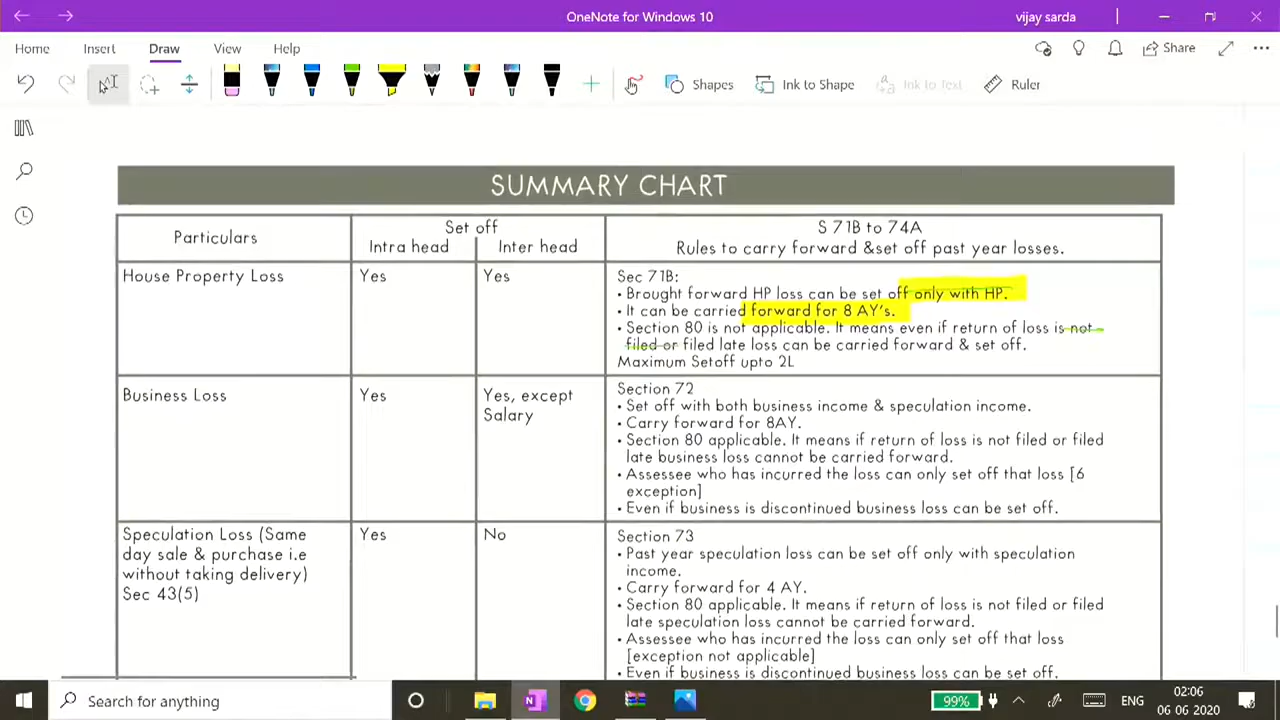 OneNote for Windows 10
vijay sarda
Home
Insert
Draw
View
Help
Share
Shapes
Ink to Shape
Ink to Text
Ruler
SUMMARY CHART
Particulars
Set off
Intra head
Inter head
S 71B to 74A
Rules to carry forward &set off past year losses.
House Property Loss
Yes
Yes
Sec 71B:
• Brought forward HP loss can be set off only with HP.
• It can be carried forward for 8 AY's.
• Section 80 is not applicable. It means even if return of loss is not
filed or filed late loss can be carried forward & set off.
Maximum Setoff upto 2L
Business Loss
Yes
Yes, except
Salary
Section 72
• Set off with both business income & speculation income.
• Carry forward for 8AY.
• Section 80 applicable. It means if return of loss is not filed or filed
late business loss cannot be carried forward.
• Assessee who has incurred the loss can only set off that loss [6
exception]
• Even if business is discontinued business loss can be set off.
Speculation Loss (Same
day sale & purchase i.e
without taking delivery)
Sec 43(5)
Yes
No
Section 73
• Past year speculation loss can be set off only with speculation
income.
• Carry forward for 4 AY.
• Section 80 applicable. It means if return of loss is not filed or filed
late speculation loss cannot be carried forward.
• Assessee who has incurred the loss can only set off that loss
[exception not applicable]
• Even if business is discontinued business loss can be set off.
Search for anything
99%
ENG
02:06
06 06 2020